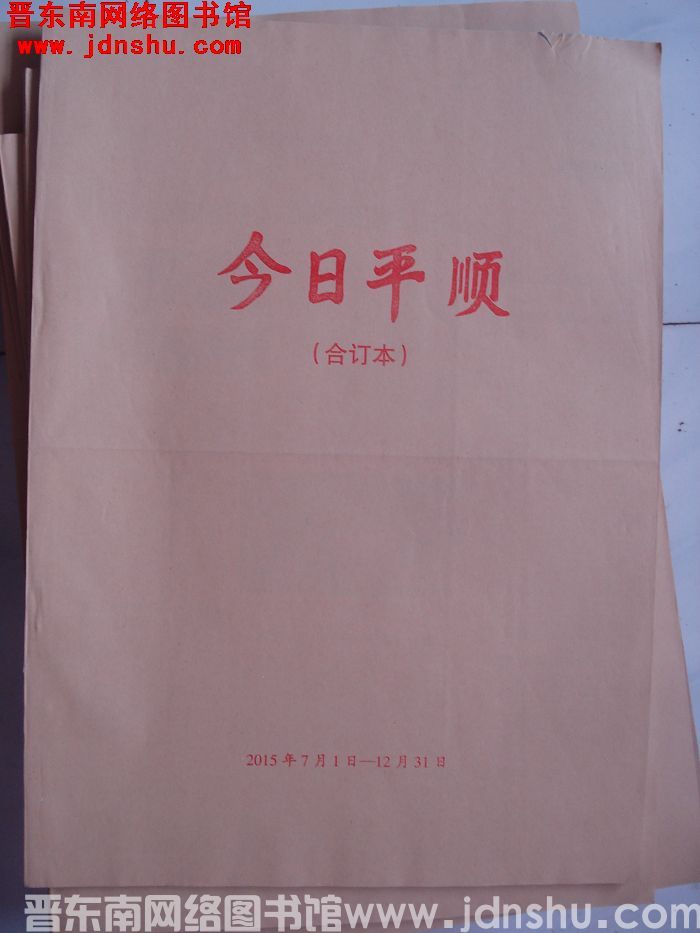 晋东南网络图书馆
www.jdnshu.com
今日平顺
（合订本）
2015年7月1日—12月31日
晋东南网络图书馆www.jdnshu.com